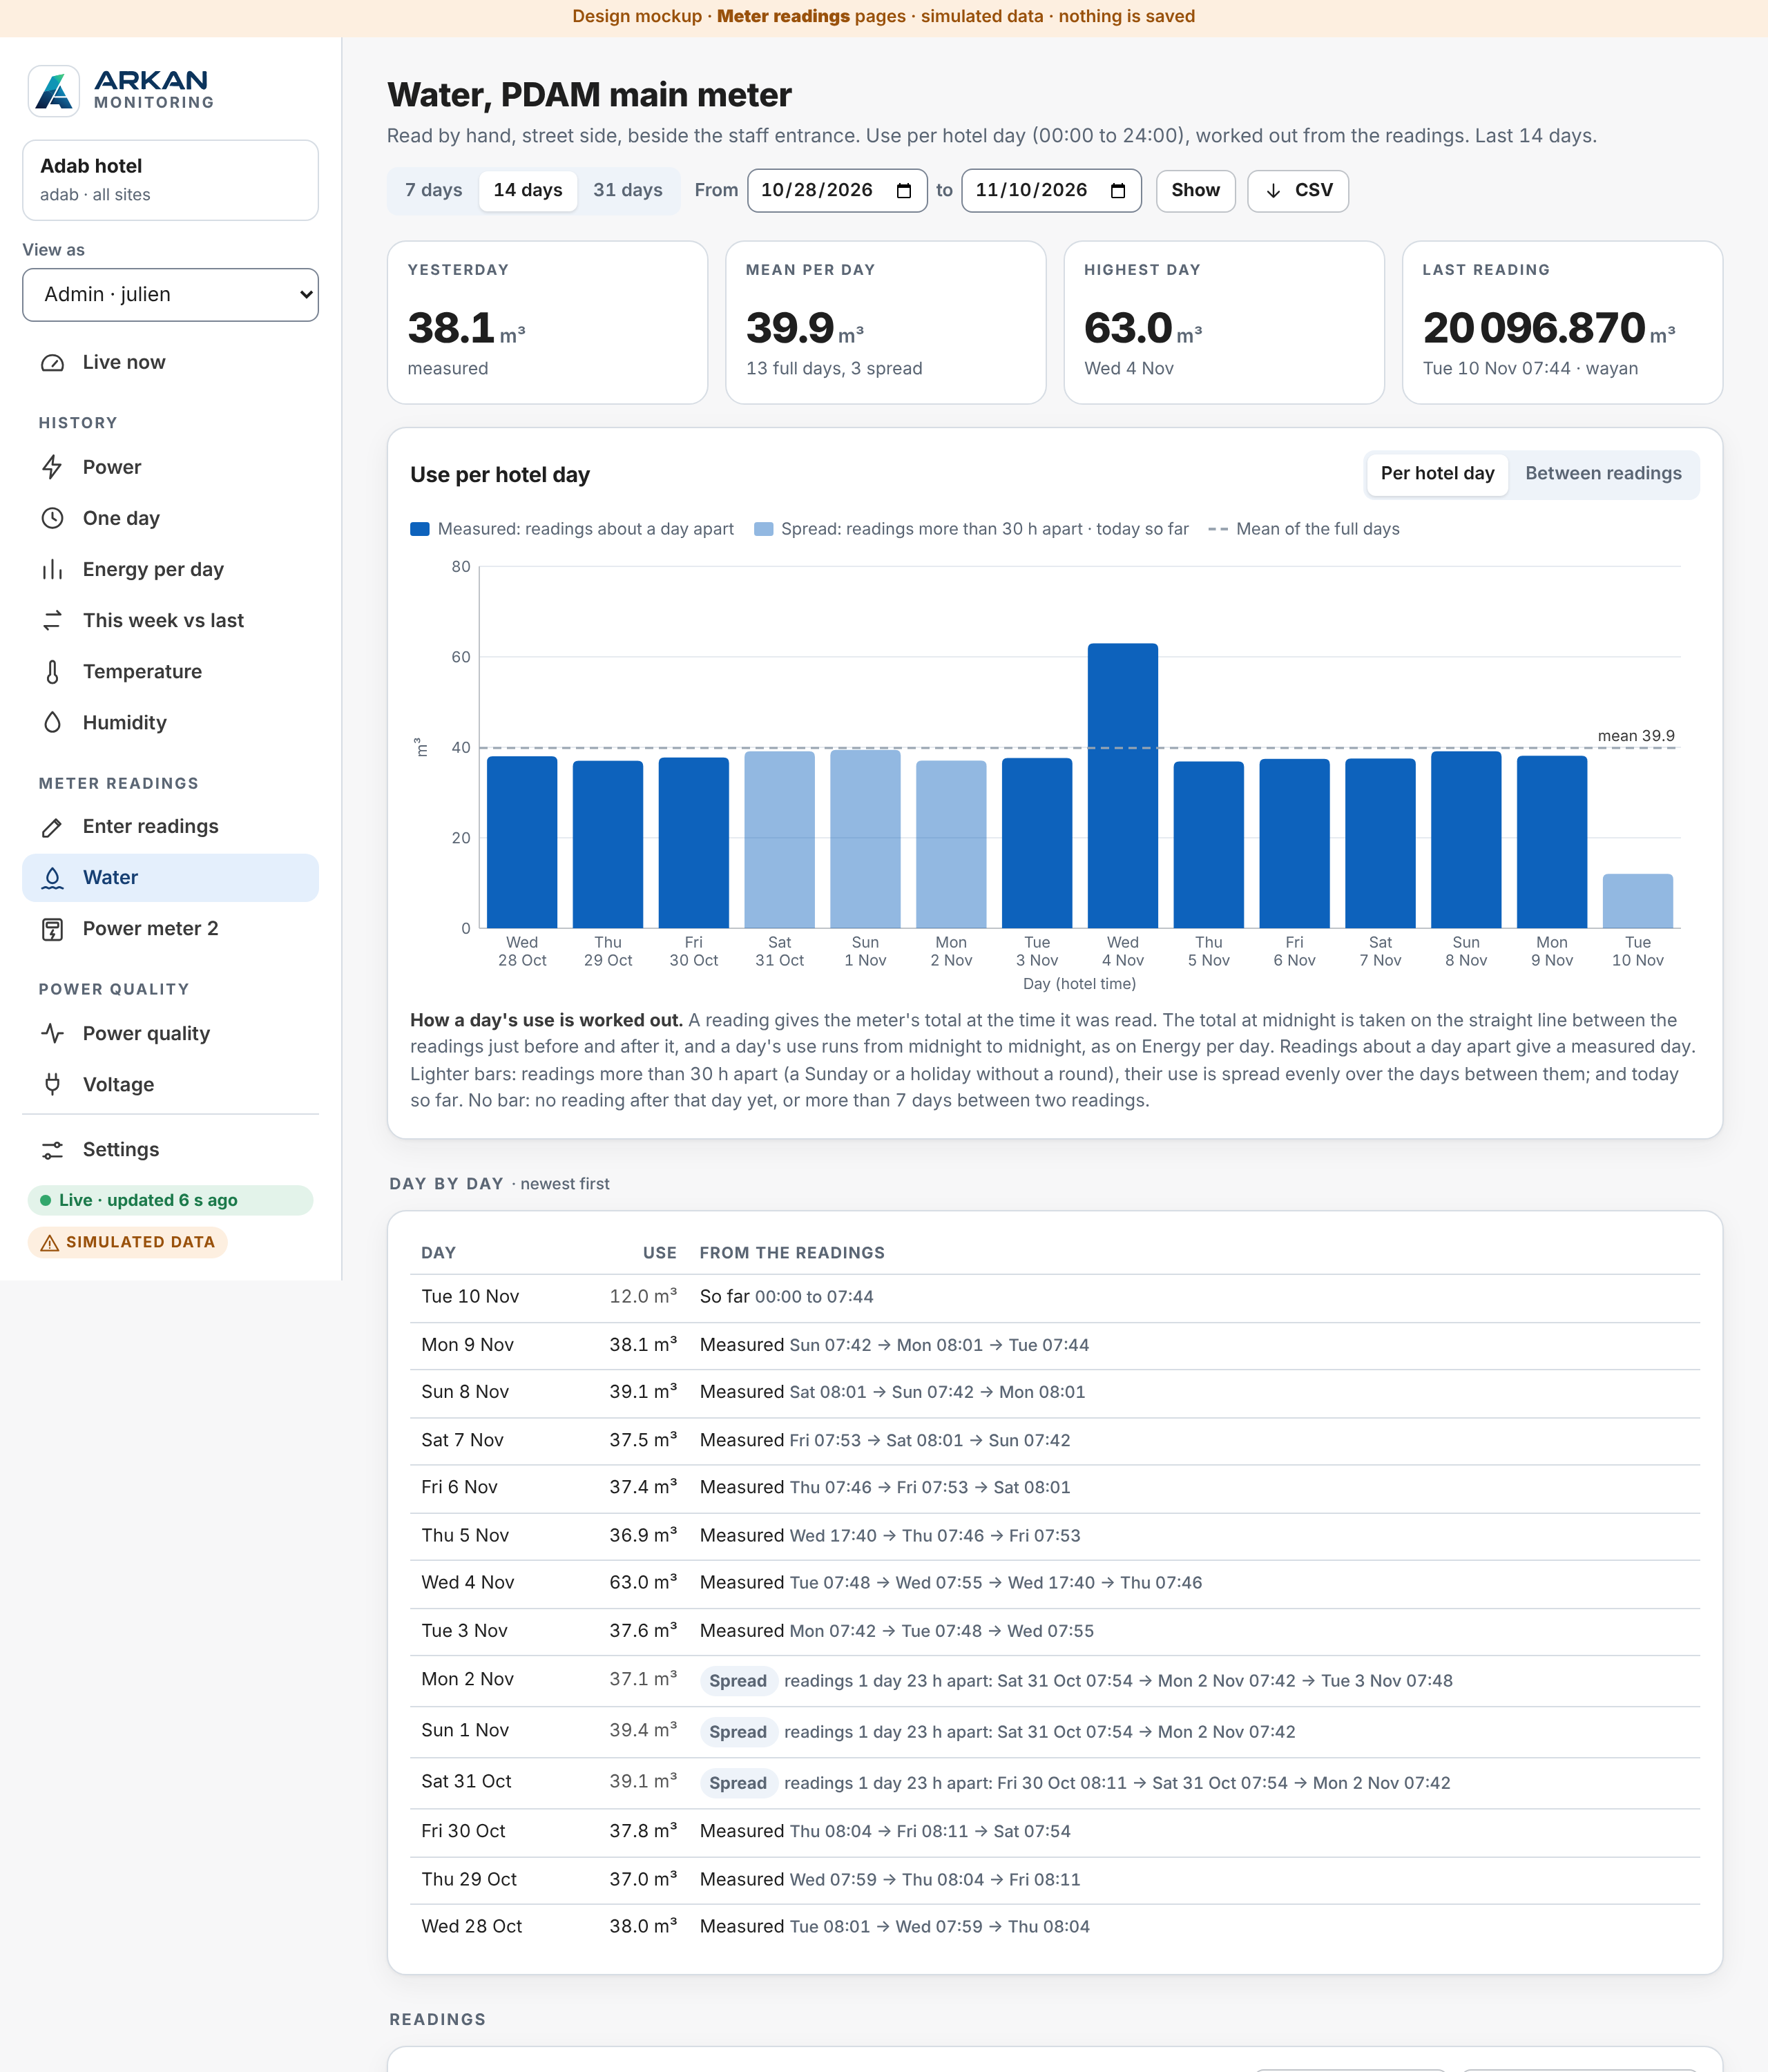 Design mockup · Meter readings pages · simulated data · nothing is saved
ARKAN
MONITORING
Adab hotel
adab · all sites
View as
Admin · julien
Live now
HISTORY
Power
One day
Energy per day
This week vs last
Temperature
Humidity
METER READINGS
Enter readings
Water
Power meter 2
POWER QUALITY
Power quality
Voltage
Settings
Live · updated 6 s ago
SIMULATED DATA
Water, PDAM main meter
Read by hand, street side, beside the staff entrance. Use per hotel day (00:00 to 24:00), worked out from the readings. Last 14 days.
7 days 14 days 31 days From 10/28/2026 to 11/10/2026 Show ↓ CSV
YESTERDAY
38.1 m³
measured
MEAN PER DAY
39.9 m³
13 full days, 3 spread
HIGHEST DAY
63.0 m³
Wed 4 Nov
LAST READING
20 096.870 m³
Tue 10 Nov 07:44 · wayan
Use per hotel day
Per hotel day Between readings
Measured: readings about a day apart Spread: readings more than 30 h apart · today so far Mean of the full days
80
60
40
20
0
m³
mean 39.9
Wed Thu Fri Sat Sun Mon Tue Wed Thu Fri Sat Sun Mon Tue
28 Oct 29 Oct 30 Oct 31 Oct 1 Nov 2 Nov 3 Nov 4 Nov 5 Nov 6 Nov 7 Nov 8 Nov 9 Nov 10 Nov
Day (hotel time)
How a day's use is worked out. A reading gives the meter's total at the time it was read. The total at midnight is taken on the straight line between the
readings just before and after it, and a day's use runs from midnight to midnight, as on Energy per day. Readings about a day apart give a measured day.
Lighter bars: readings more than 30 h apart (a Sunday or a holiday without a round), their use is spread evenly over the days between them; and today
so far. No bar: no reading after that day yet, or more than 7 days between two readings.
DAY BY DAY · newest first
DAY USE FROM THE READINGS
Tue 10 Nov 12.0 m³ So far 00:00 to 07:44
Mon 9 Nov 38.1 m³ Measured Sun 07:42 → Mon 08:01 → Tue 07:44
Sun 8 Nov 39.1 m³ Measured Sat 08:01 → Sun 07:42 → Mon 08:01
Sat 7 Nov 37.5 m³ Measured Fri 07:53 → Sat 08:01 → Sun 07:42
Fri 6 Nov 37.4 m³ Measured Thu 07:46 → Fri 07:53 → Sat 08:01
Thu 5 Nov 36.9 m³ Measured Wed 17:40 → Thu 07:46 → Fri 07:53
Wed 4 Nov 63.0 m³ Measured Tue 07:48 → Wed 07:55 → Wed 17:40 → Thu 07:46
Tue 3 Nov 37.6 m³ Measured Mon 07:42 → Tue 07:48 → Wed 07:55
Mon 2 Nov 37.1 m³ Spread readings 1 day 23 h apart: Sat 31 Oct 07:54 → Mon 2 Nov 07:42 → Tue 3 Nov 07:48
Sun 1 Nov 39.4 m³ Spread readings 1 day 23 h apart: Sat 31 Oct 07:54 → Mon 2 Nov 07:42
Sat 31 Oct 39.1 m³ Spread readings 1 day 23 h apart: Fri 30 Oct 08:11 → Sat 31 Oct 07:54 → Mon 2 Nov 07:42
Fri 30 Oct 37.8 m³ Measured Thu 08:04 → Fri 08:11 → Sat 07:54
Thu 29 Oct 37.0 m³ Measured Wed 07:59 → Thu 08:04 → Fri 08:11
Wed 28 Oct 38.0 m³ Measured Tue 08:01 → Wed 07:59 → Thu 08:04
READINGS